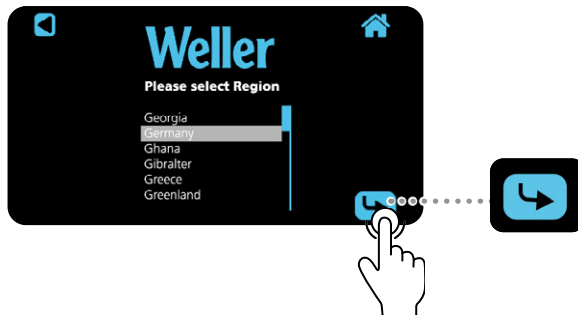 Weller
Please select Region
Georgia
Germany
Ghana
Gibralter
Greece
Greenland